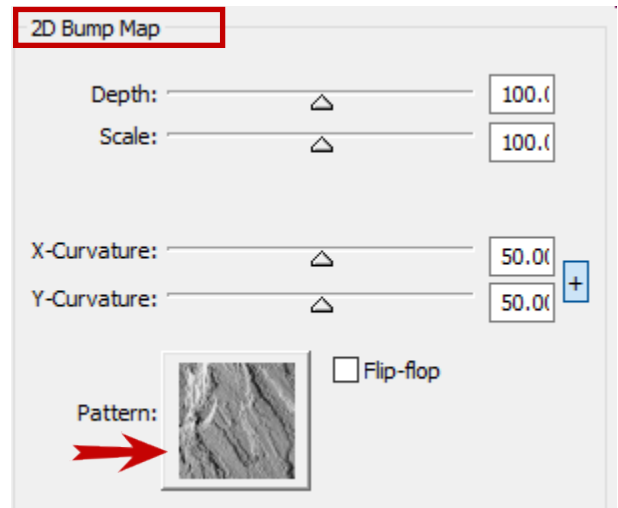 2D Bump Map
Depth: 100.(
Scale: 100.(
X-Curvature: 50.0(
Y-Curvature: 50.0(
+
Flip-flop
Pattern: